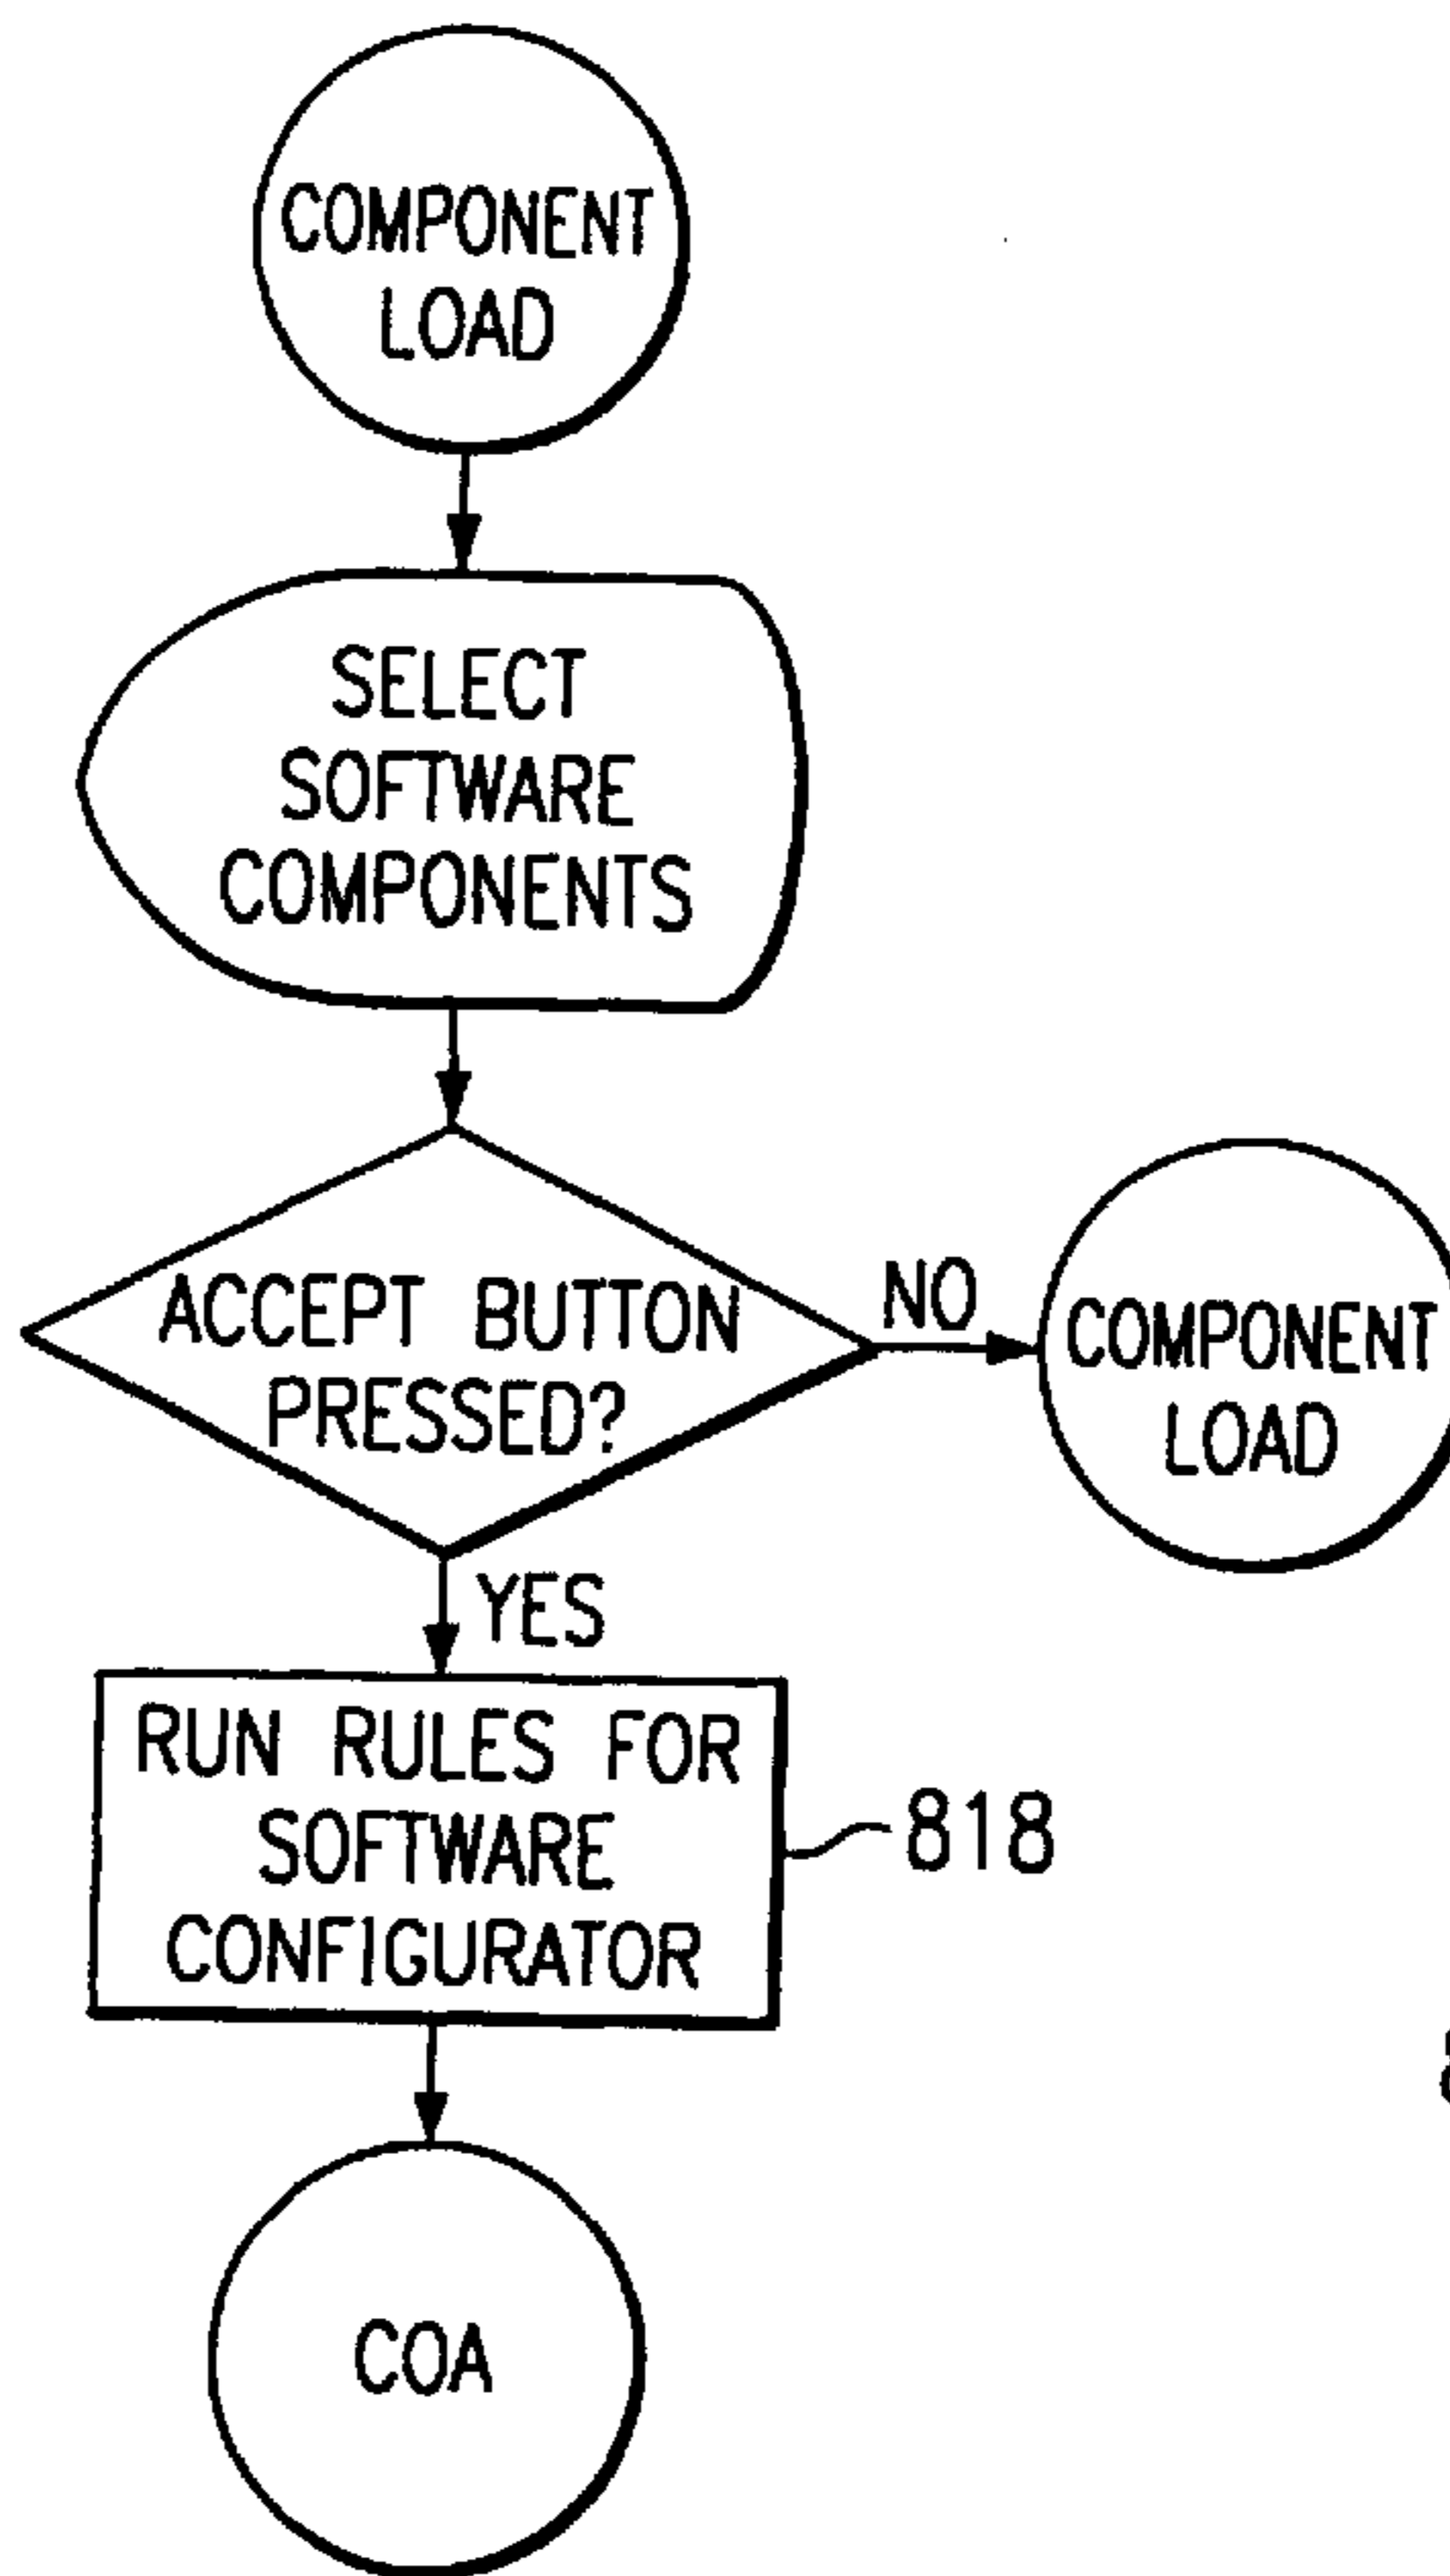 COMPONENT
LOAD
SELECT
SOFTWARE
COMPONENTS
ACCEPT BUTTON
PRESSED?
NO
COMPONENT
LOAD
YES
RUN RULES FOR
SOFTWARE
CONFIGURATOR
818
COA